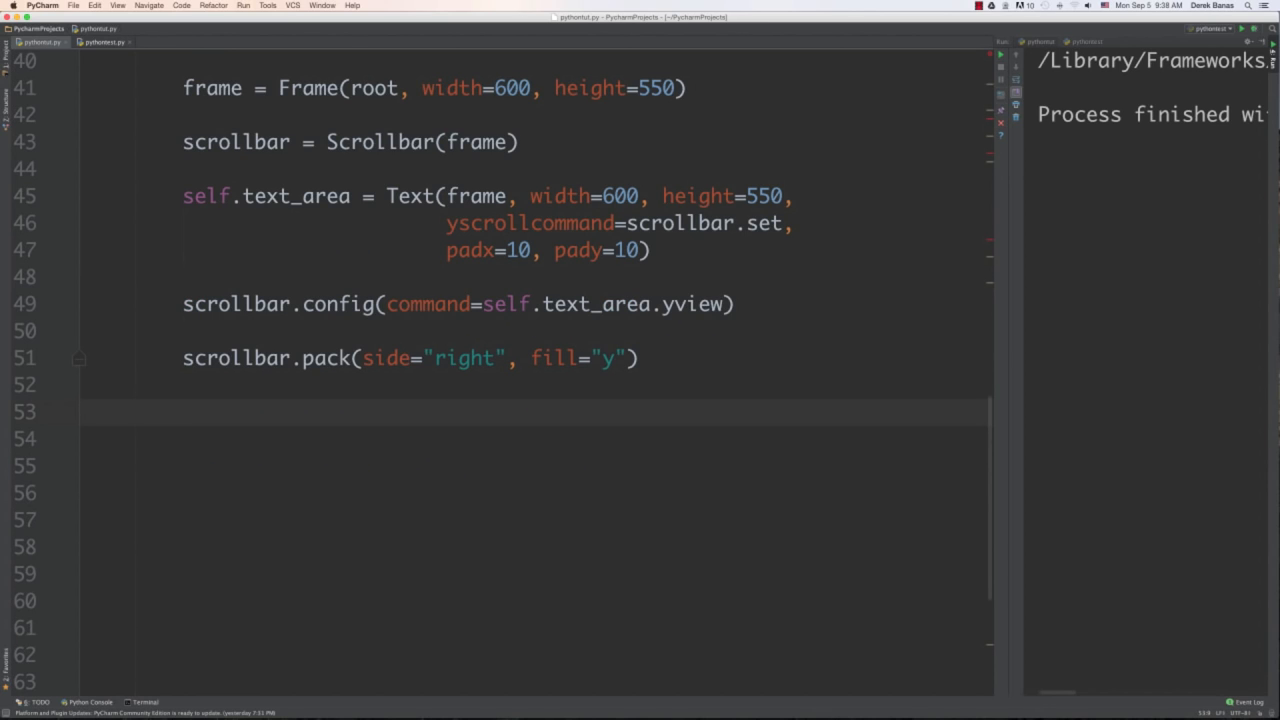 PyCharm File Edit View Navigate Code Refactor Run Tools VCS Window Help
10 Mon Sep 5 9:38 AM Derek Banas
pythontut.py - PycharmProjects - [~/PycharmProjects]
PycharmProjects pythontut.py pythontest
pythontut.py pythontest.py Run: pythontut pythontest
40
41 frame = Frame(root, width=600, height=550)
42
43 scrollbar = Scrollbar(frame)
44
45 self.text_area = Text(frame, width=600, height=550,
46 yscrollcommand=scrollbar.set,
47 padx=10, pady=10)
48
49 scrollbar.config(command=self.text_area.yview)
50
51 scrollbar.pack(side="right", fill="y")
52
53
54
55
56
57
58
59
60
61
62
63
/Library/Frameworks
Process finished wi
1: Project
7: Structure
2: Favorites
Run
6: TODO Python Console Terminal Event Log
Platform and Plugin Updates: PyCharm Community Edition is ready to update. (yesterday 7:51 PM) 53:9 LF÷ UTF-8÷